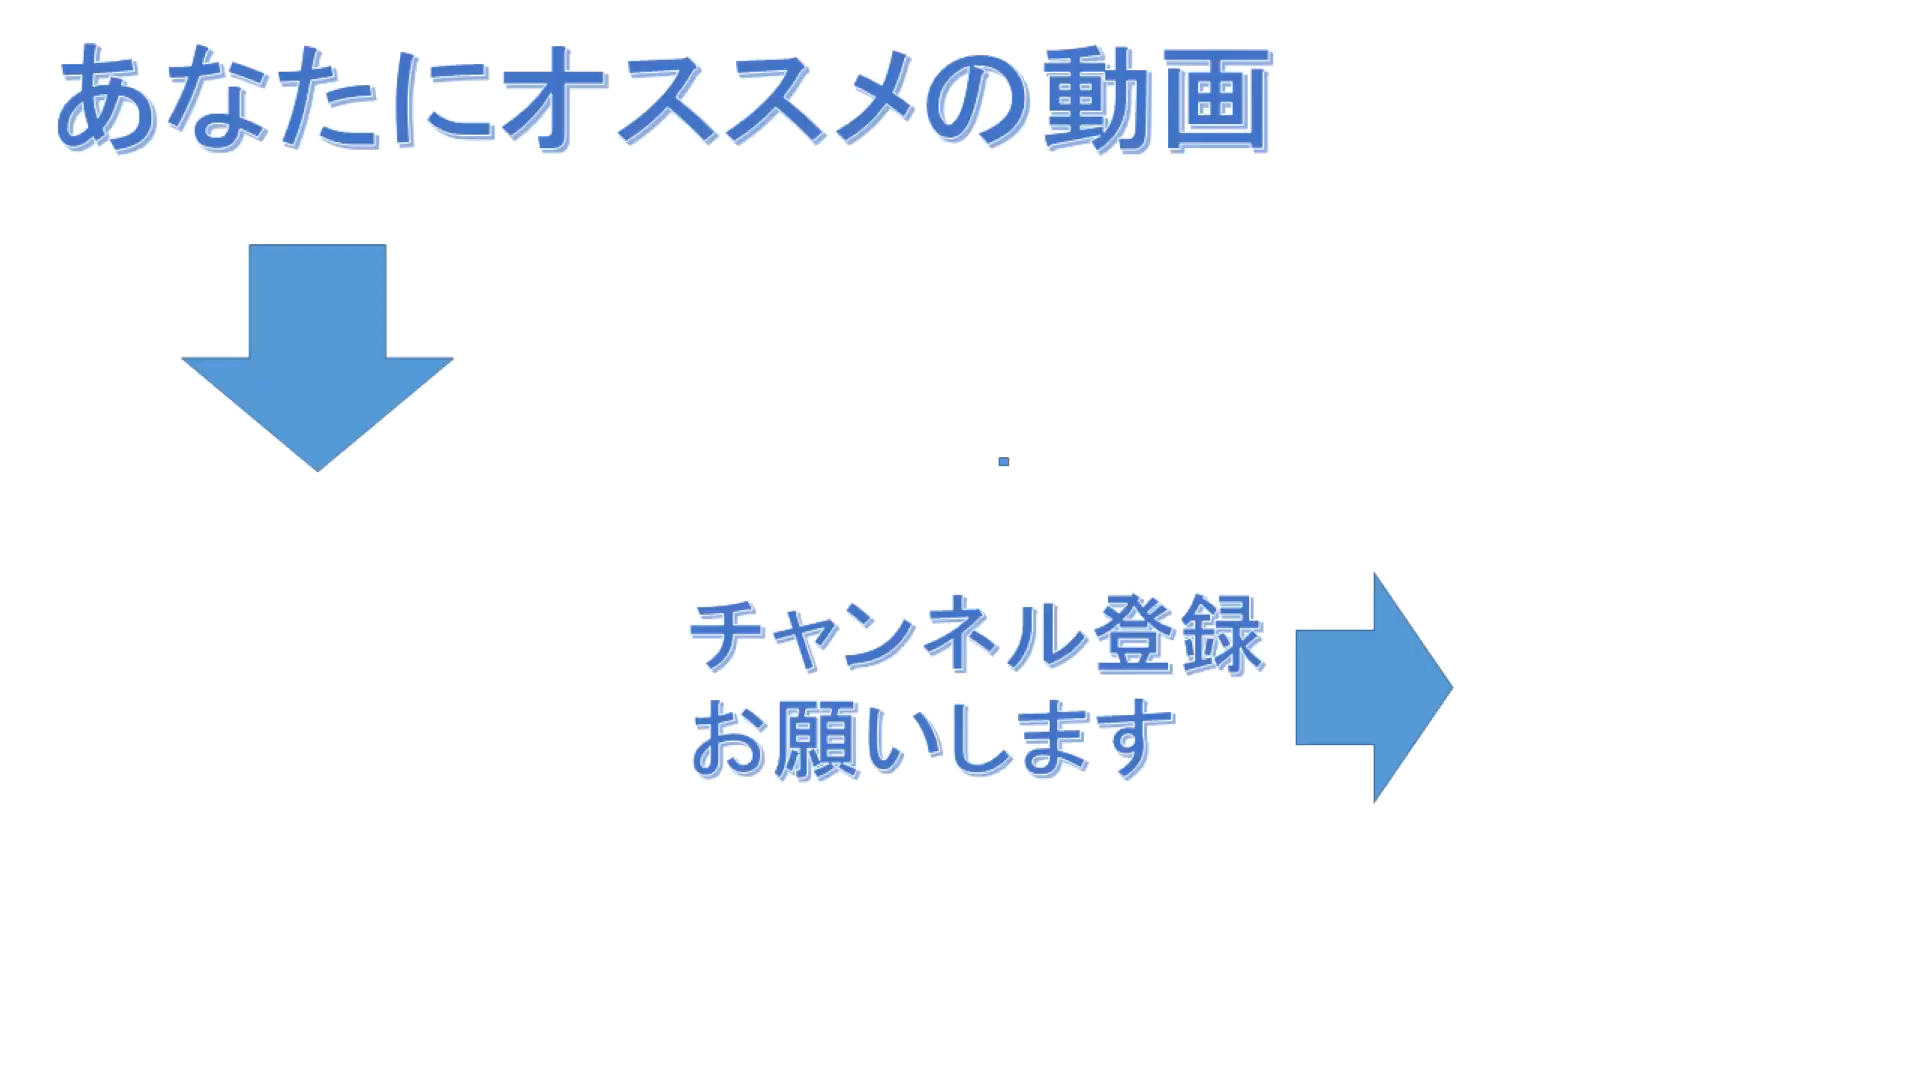 あなたにオススメの動画
チャンネル登録
お願いします